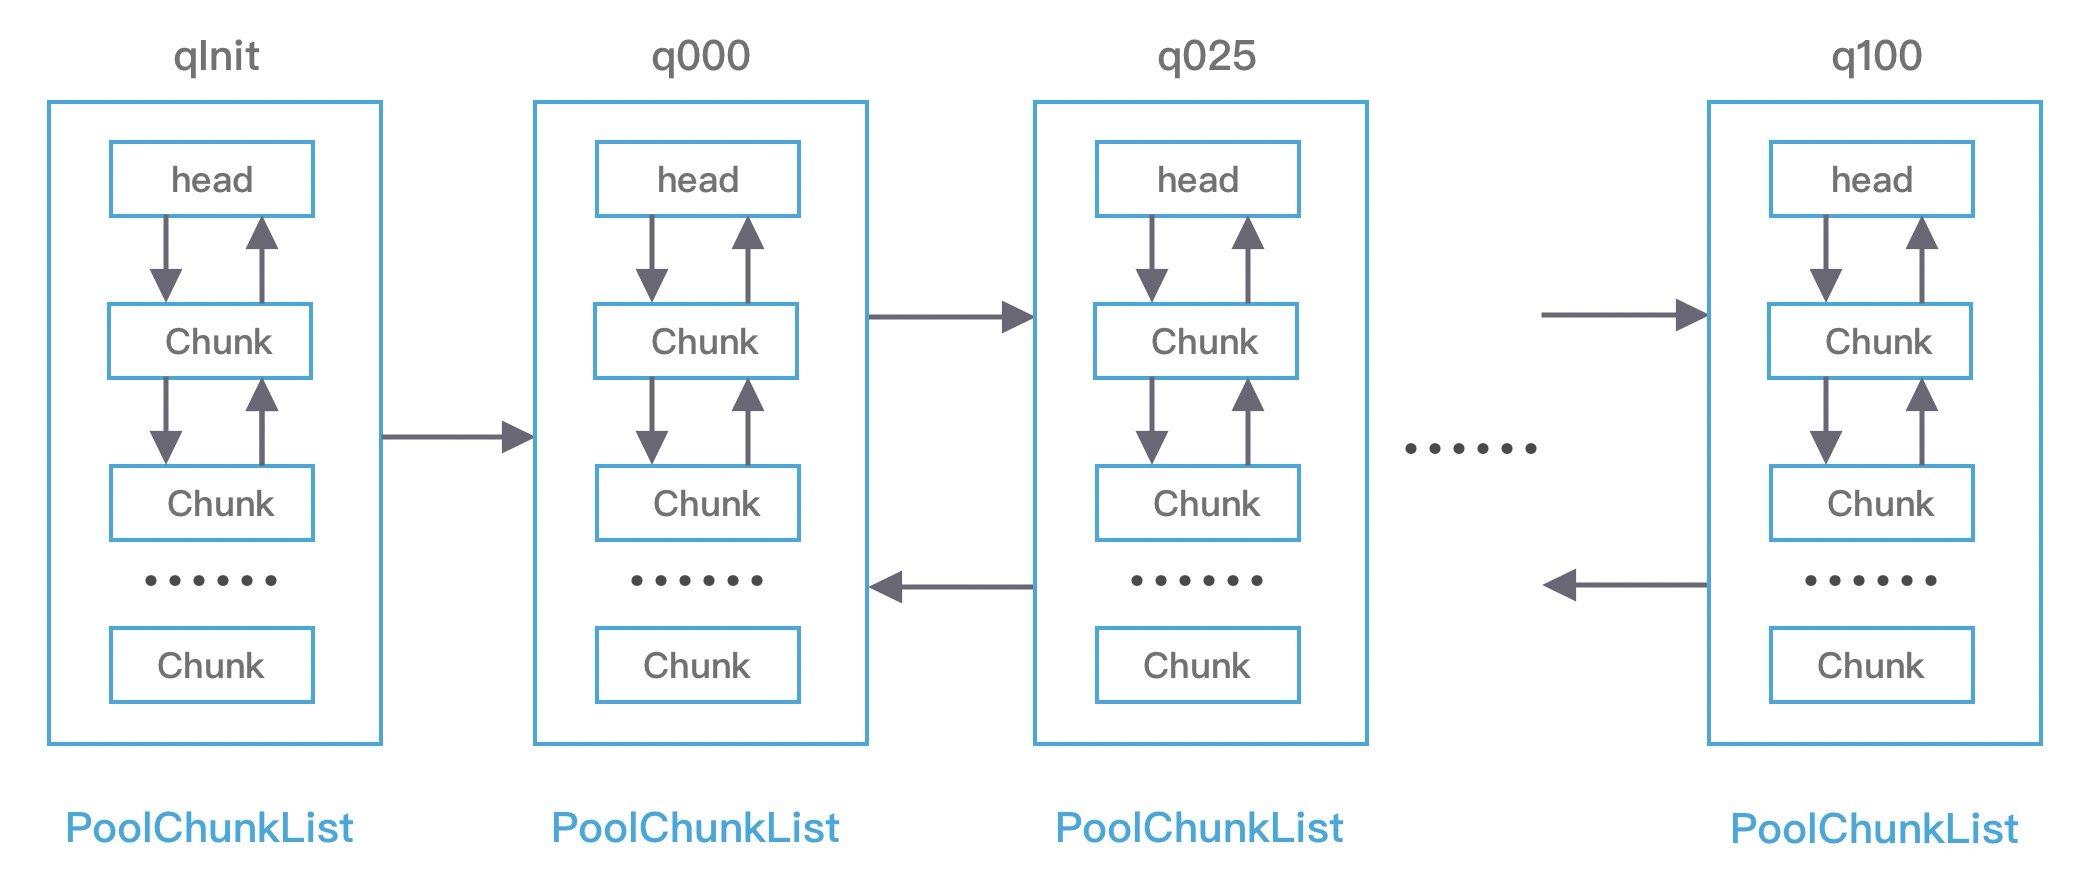 qInit
q000
q025
q100
head
head
head
head
Chunk
Chunk
Chunk
Chunk
Chunk
Chunk
Chunk
Chunk
......
......
......
......
......
Chunk
Chunk
Chunk
Chunk
PoolChunkList
PoolChunkList
PoolChunkList
PoolChunkList